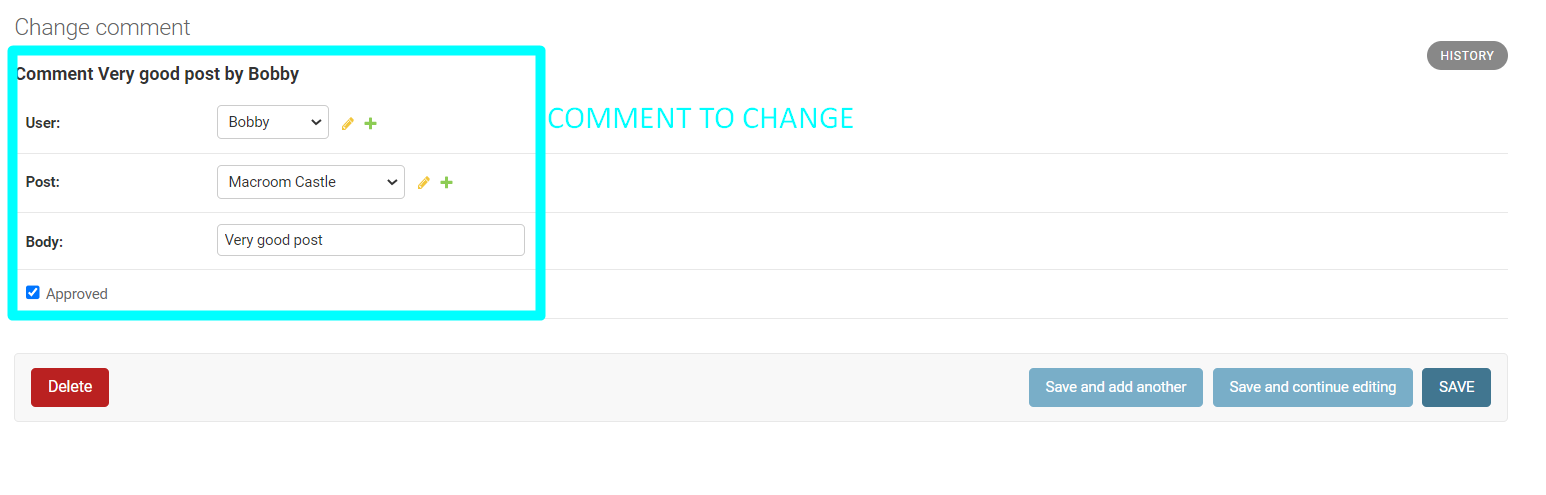 Change comment
HISTORY
Comment Very good post by Bobby
User: Bobby
COMMENT TO CHANGE
Post: Macroom Castle
Body: Very good post
Approved
Delete Save and add another Save and continue editing SAVE